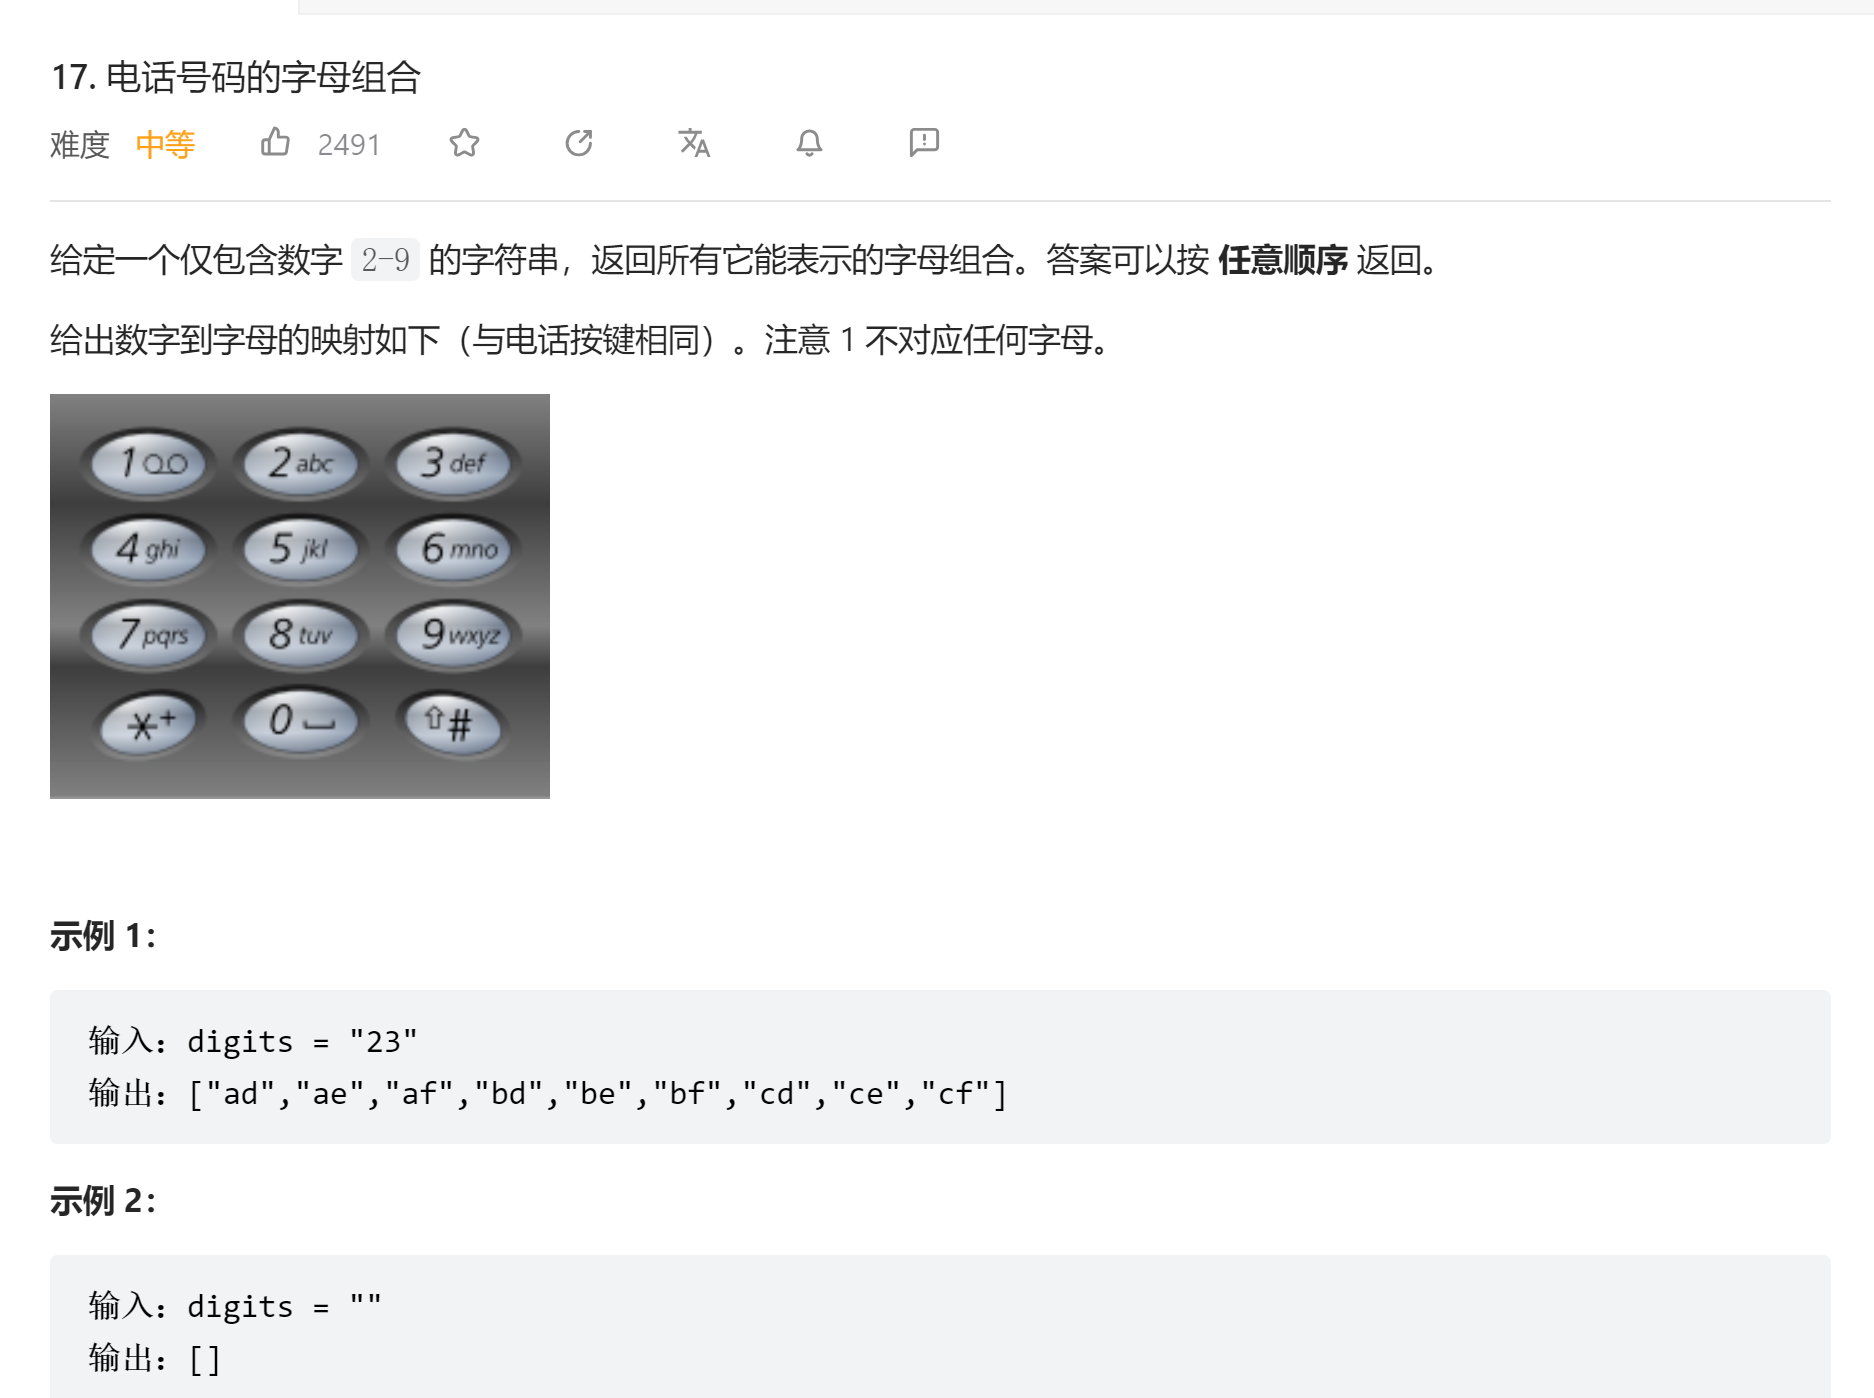 17. 电话号码的字母组合
难度 中等 2491
给定一个仅包含数字 2-9 的字符串，返回所有它能表示的字母组合。答案可以按 任意顺序 返回。
给出数字到字母的映射如下（与电话按键相同）。注意 1 不对应任何字母。
1 2 abc 3 def
4 ghi 5 jkl 6 mno
7 pqrs 8 tuv 9 wxyz
*+ 0 #
示例 1：
输入：digits = "23"
输出：["ad","ae","af","bd","be","bf","cd","ce","cf"]
示例 2：
输入：digits = ""
输出：[]